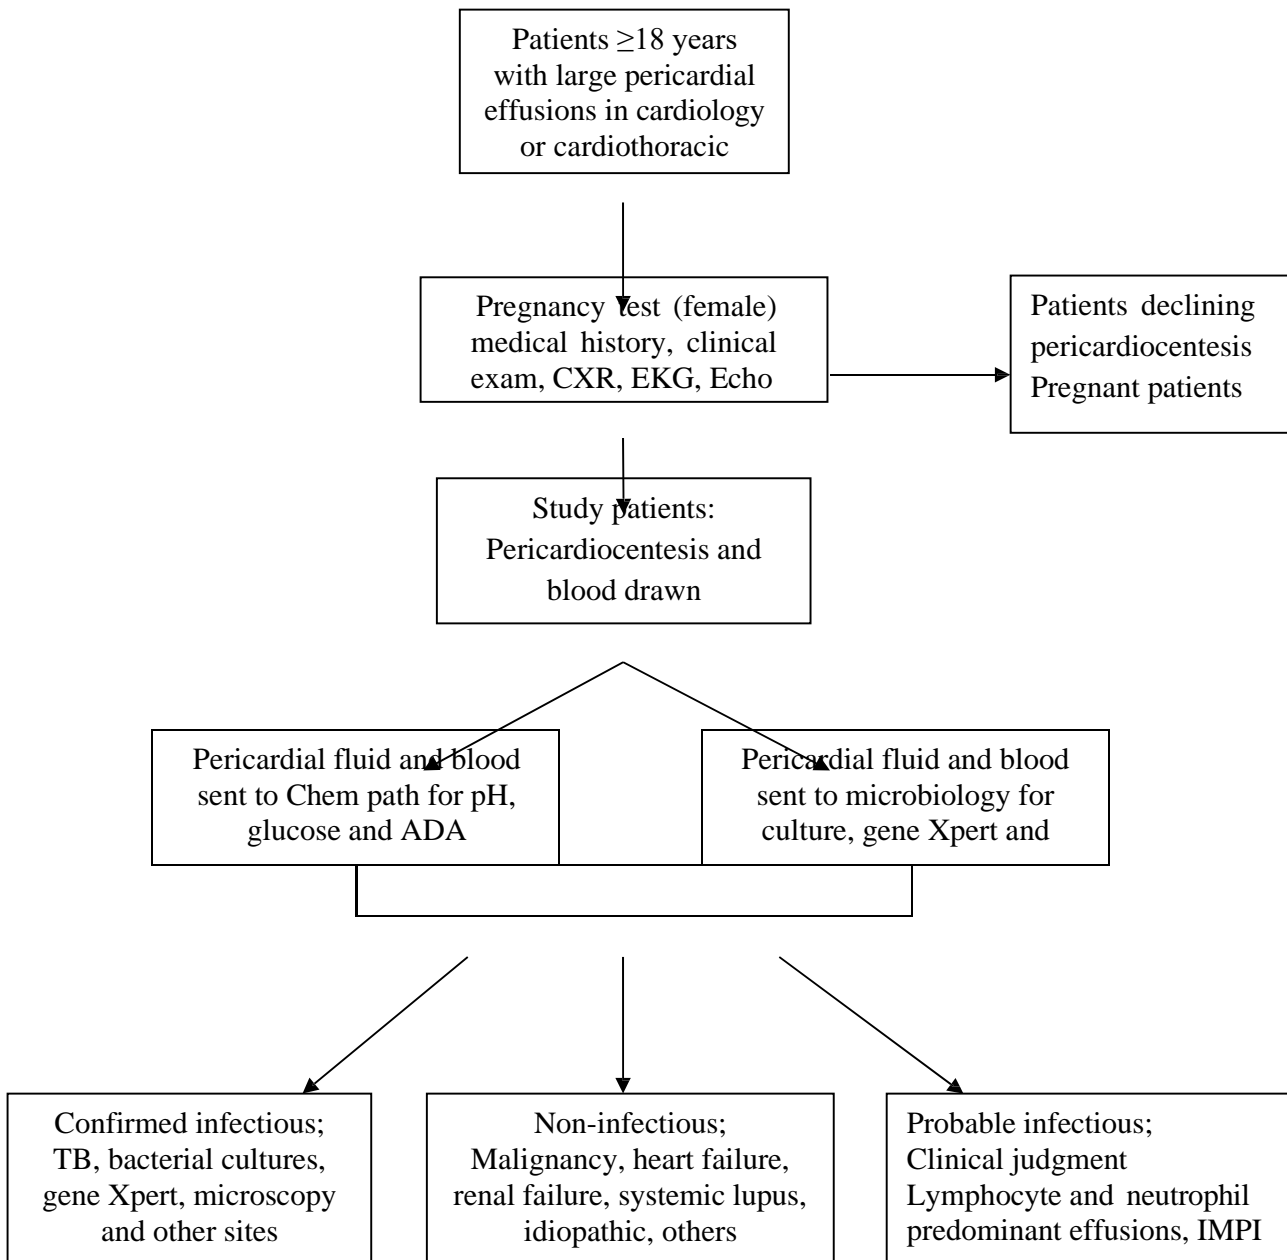 Patients ≥18 years
with large pericardial
effusions in cardiology
or cardiothoracic
Pregnancy test (female)
medical history, clinical
exam, CXR, EKG, Echo
Patients declining
pericardiocentesis
Pregnant patients
Study patients:
Pericardiocentesis and
blood drawn
Pericardial fluid and blood
sent to Chem path for pH,
glucose and ADA
Pericardial fluid and blood
sent to microbiology for
culture, gene Xpert and
Confirmed infectious;
TB, bacterial cultures,
gene Xpert, microscopy
and other sites
Non-infectious;
Malignancy, heart failure,
renal failure, systemic lupus,
idiopathic, others
Probable infectious;
Clinical judgment
Lymphocyte and neutrophil
predominant effusions, IMPI